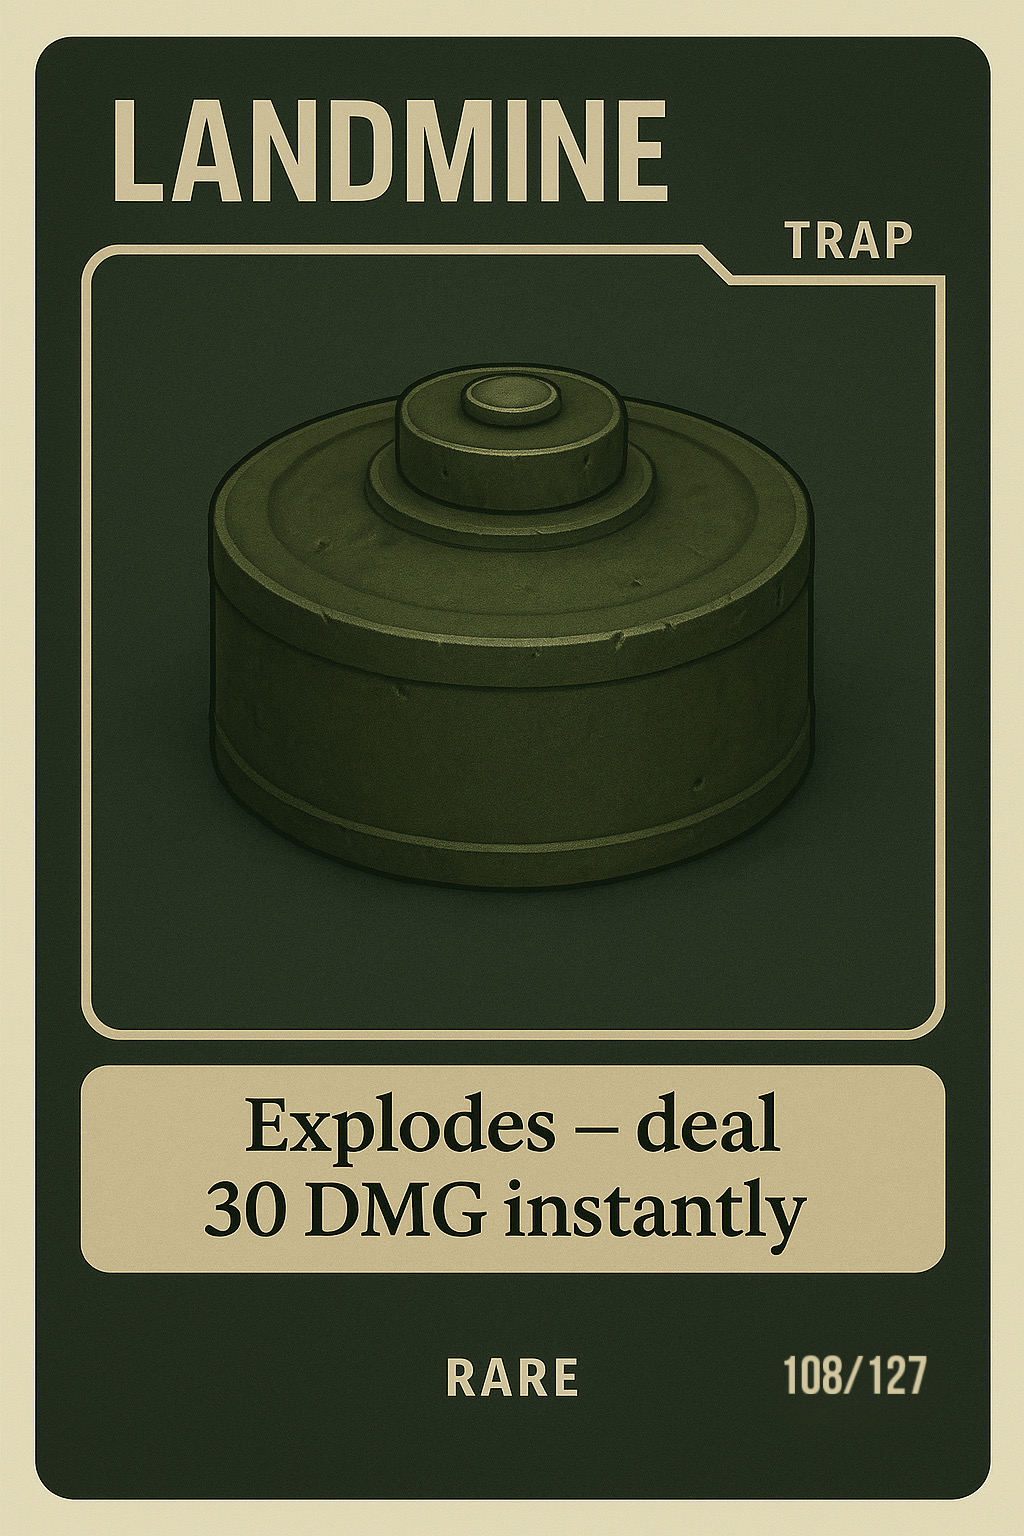 LANDMINE
TRAP
Explodes – deal
30 DMG instantly
RARE
108/127